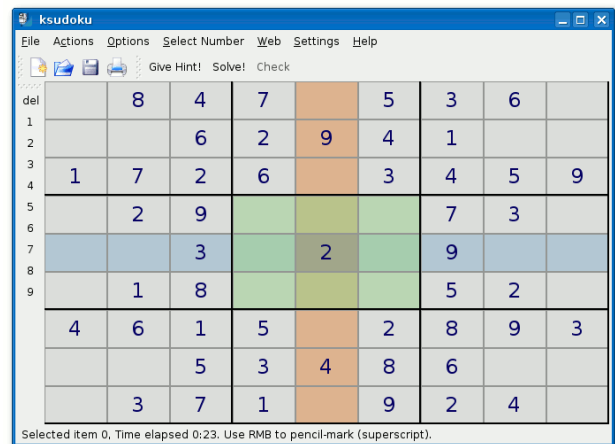 ksudoku
File Actions Options Select Number Web Settings Help
Give Hint! Solve! Check
del
1
2
3
4
5
6
7
8
9
8 4 7 5 3 6
6 2 9 4 1
1 7 2 6 3 4 5 9
2 9 7 3
3 2 9
1 8 5 2
4 6 1 5 2 8 9 3
5 3 4 8 6
3 7 1 9 2 4
Selected item 0, Time elapsed 0:23. Use RMB to pencil-mark (superscript).